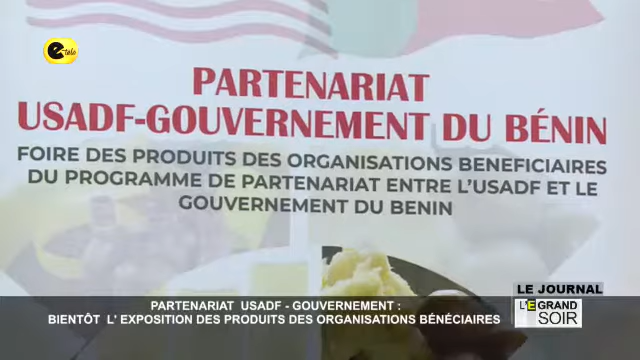 e-télé
PARTENARIAT
USADF-GOUVERNEMENT DU BÉNIN
FOIRE DES PRODUITS DES ORGANISATIONS BENEFICIAIRES
DU PROGRAMME DE PARTENARIAT ENTRE L'USADF ET LE
GOUVERNEMENT DU BENIN
LE JOURNAL
PARTENARIAT USADF - GOUVERNEMENT :
BIENTÔT L' EXPOSITION DES PRODUITS DES ORGANISATIONS BÉNÉCIAIRES
L'E GRAND
SOIR